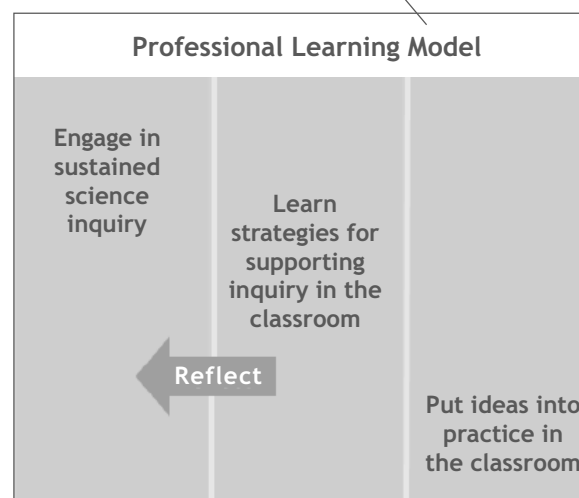 Professional Learning Model
Engage in
sustained
science
inquiry
Learn
strategies for
supporting
inquiry in the
classroom
Reflect
Put ideas into
practice in
the classroom